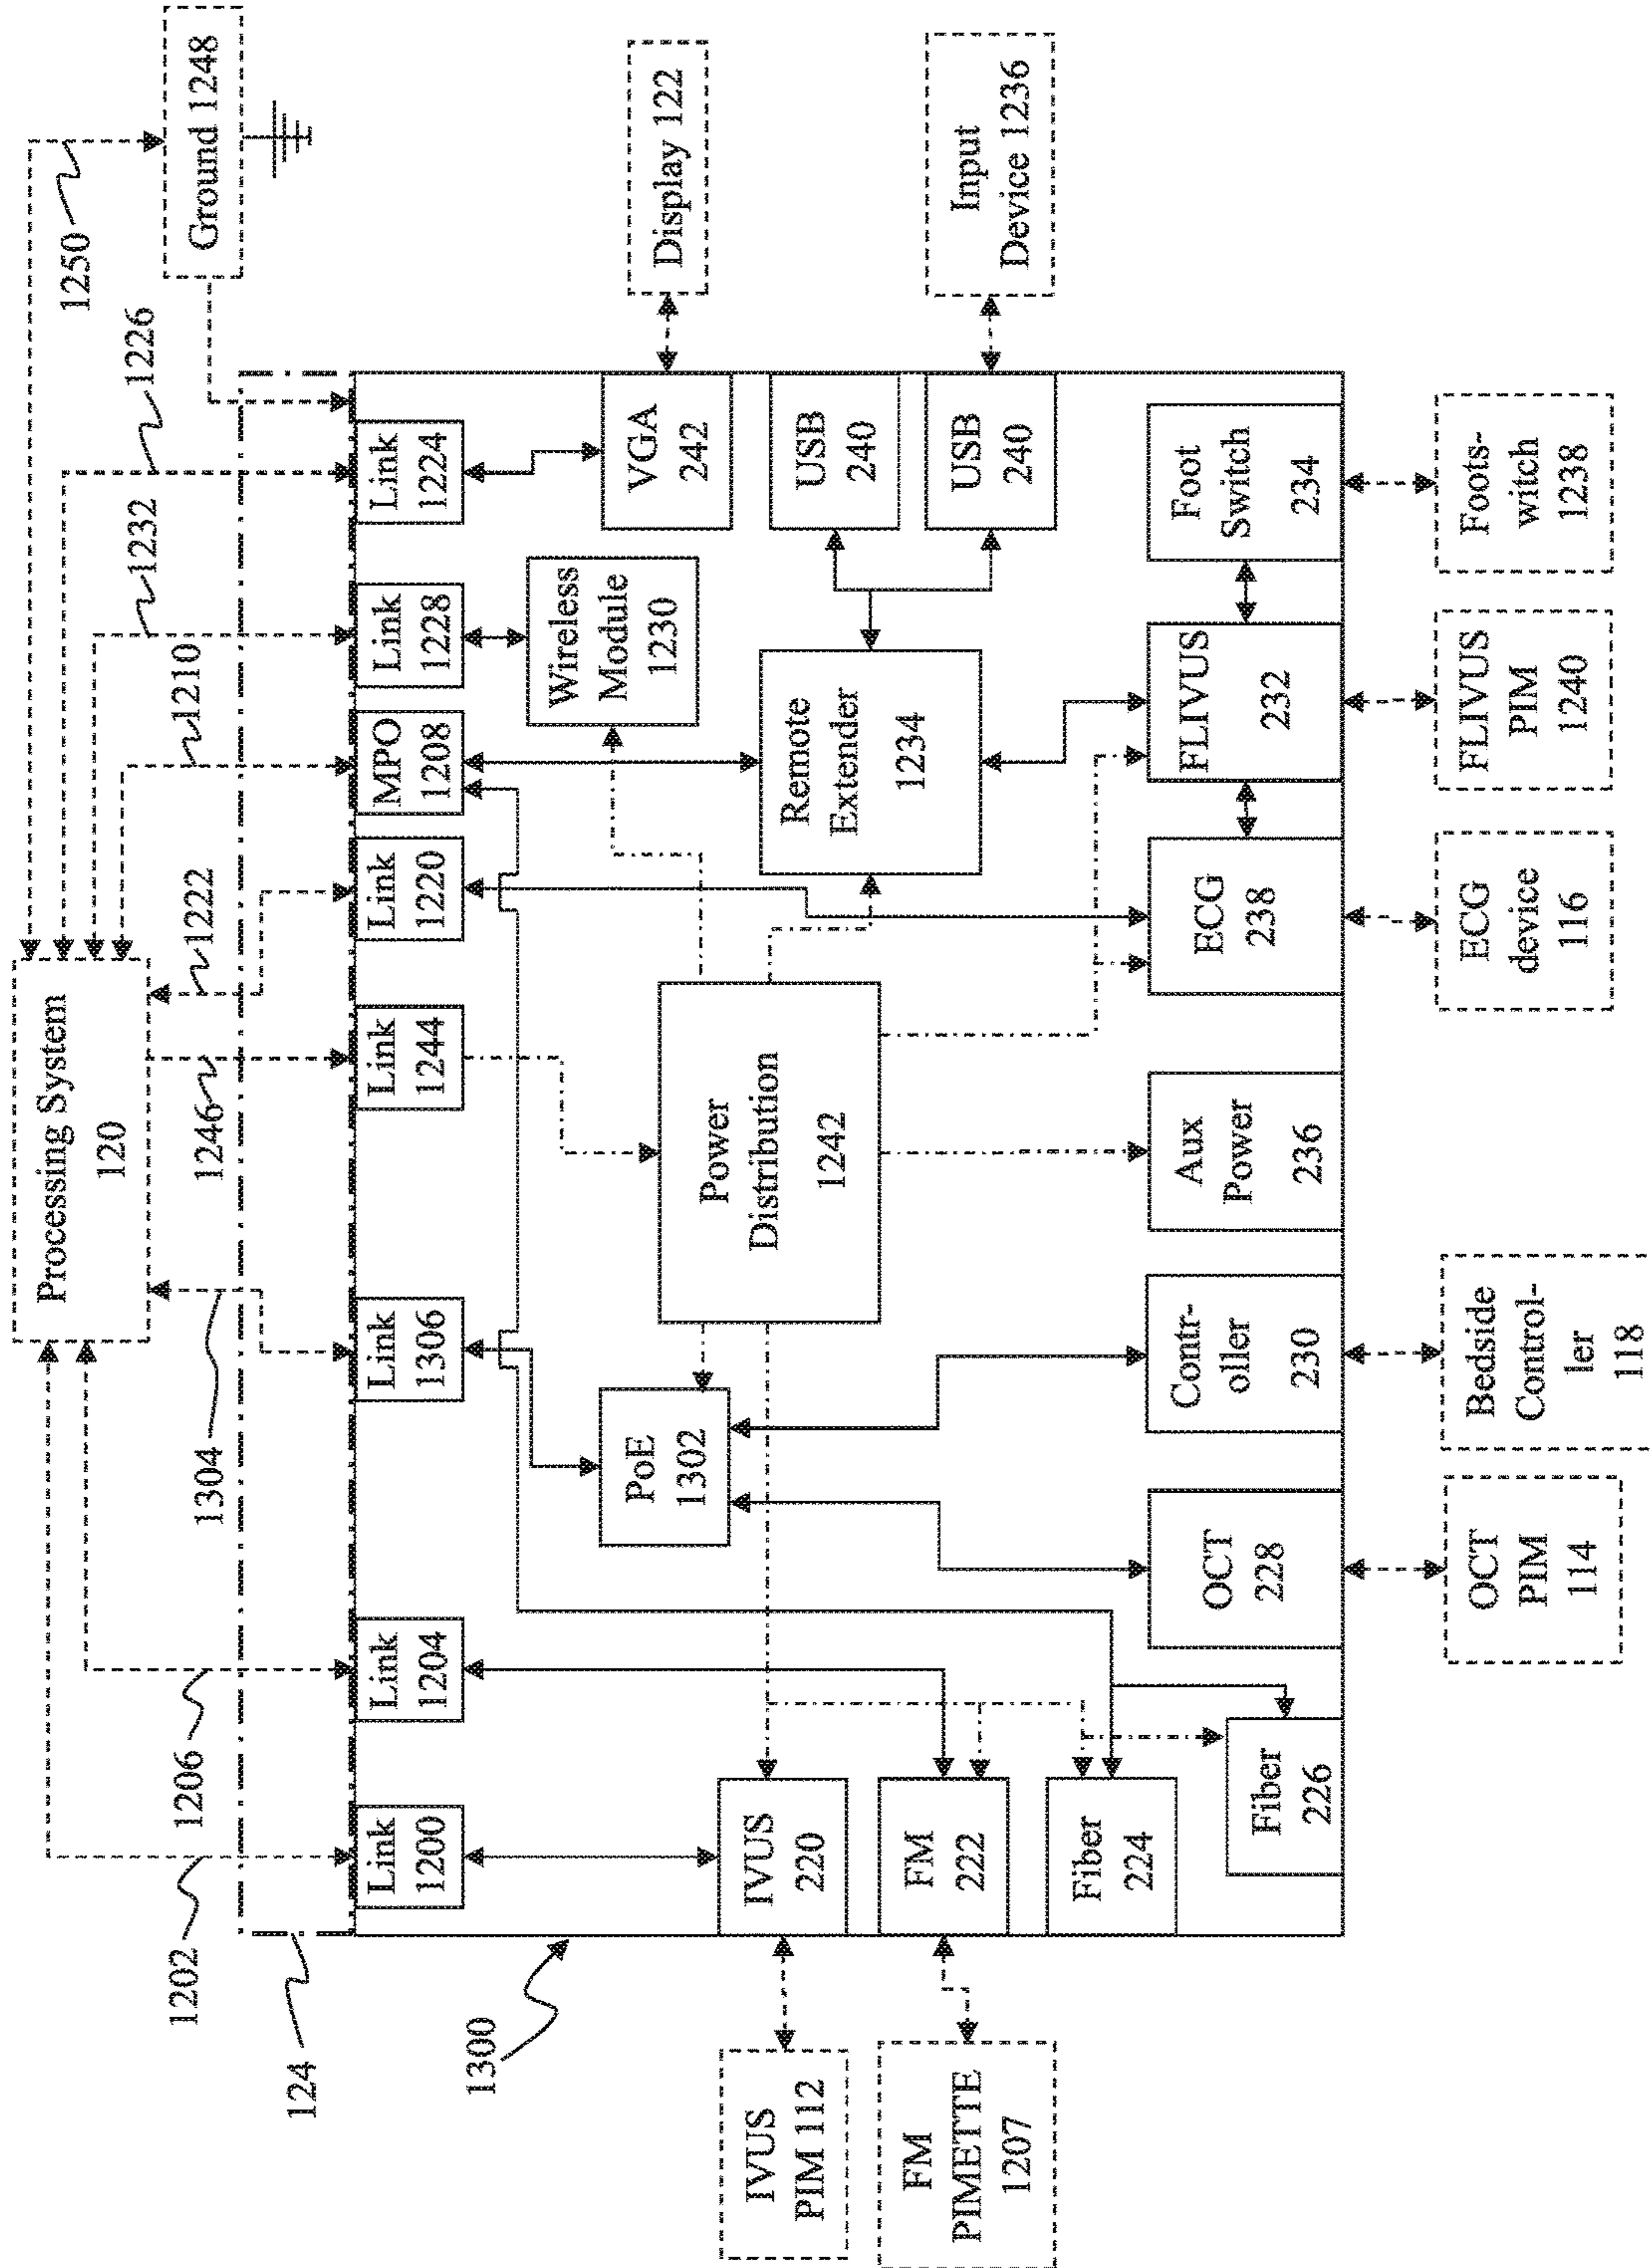 Processing System
120
Ground 1248
1250
1226
1232
1210
1222
1246
1304
1206
1202
124
1300
Link
1200
Link
1204
Link
1306
Link
1244
Link
1220
MPO
1208
Link
1228
Link
1224
Wireless
Module
1230
VGA
242
USB
240
USB
240
Display 122
Input
Device 1236
Remote
Extender
1234
Power
Distribution
1242
PoE
1302
IVUS
220
FM
222
Fiber
224
Fiber
226
OCT
228
Contr-
oller
230
Aux
Power
236
ECG
238
FLIVUS
232
Foot
Switch
234
IVUS
PIM 112
FM
PIMETTE
1207
OCT
PIM
114
Bedside
Control-
ler
118
ECG
device
116
FLIVUS
PIM
1240
Foots-
witch
1238